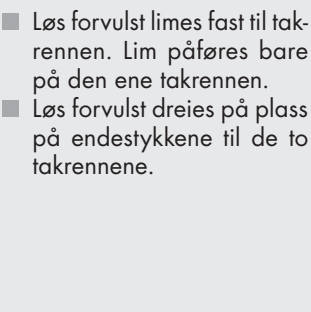 Løs forvulst limes fast til tak-
rennen. Lim påføres bare
på den ene takrennen.
Løs forvulst dreies på plass
på endestykkene til de to
takrennene.